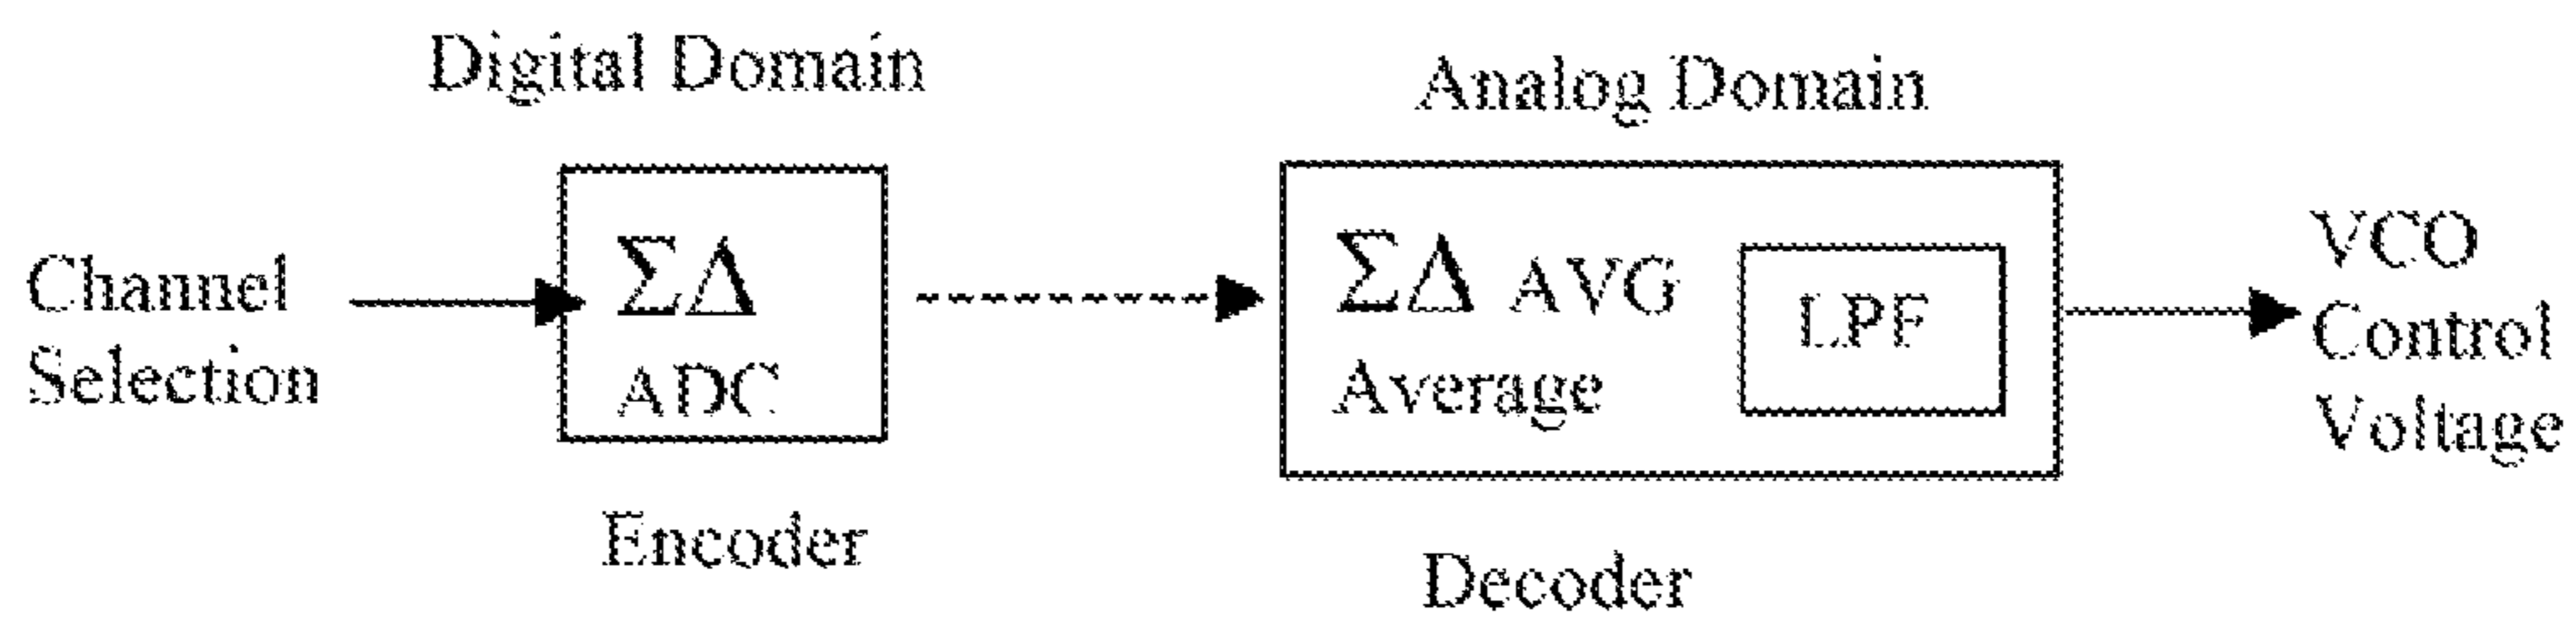 Digital Domain
Analog Domain
Channel
Selection
ΣΔ
ADC
ΣΔ AVG
Average
LPF
VCO
Control
Voltage
Encoder
Decoder